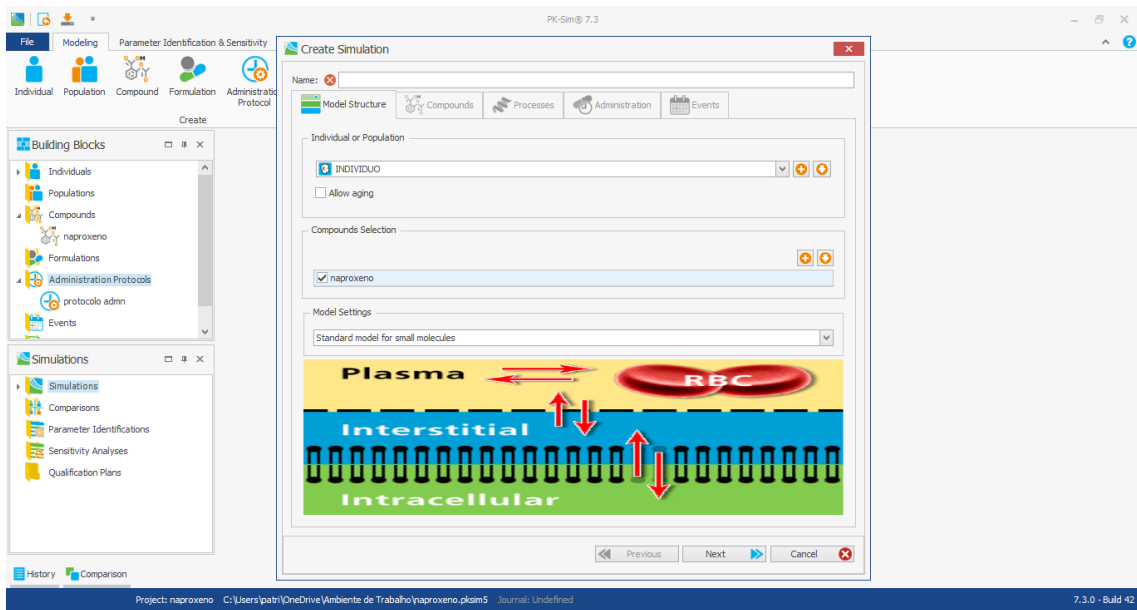 PK-Sim® 7.3
File
Modeling
Parameter Identification & Sensitivity
Individual
Population
Compound
Formulation
Administratio
Protocol
Create
Building Blocks
Individuals
Populations
Compounds
naproxeno
Formulations
Administration Protocols
protocolo admn
Events
Simulations
Simulations
Comparisons
Parameter Identifications
Sensitivity Analyses
Qualification Plans
History
Comparison
Create Simulation
Name:
Model Structure
Compounds
Processes
Administration
Events
Individual or Population
INDIVIDUO
Allow aging
Compounds Selection
naproxeno
Model Settings
Standard model for small molecules
Plasma
RBC
Interstitial
Intracellular
Previous
Next
Cancel
Project: naproxeno C:\Users\patri\OneDrive\Ambiente de Trabalho\naproxeno.pksim5 Journal: Undefined
7.3.0 - Build 42